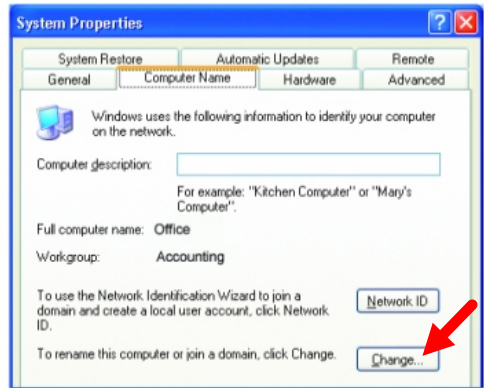 System Properties
System Restore Automatic Updates Remote
General Computer Name Hardware Advanced
Windows uses the following information to identify your computer
on the network.
Computer description:
For example: "Kitchen Computer" or "Mary's
Computer".
Full computer name: Office
Workgroup: Accounting
To use the Network Identification Wizard to join a
domain and create a local user account, click Network
ID.
Network ID
To rename this computer or join a domain, click Change.
Change...